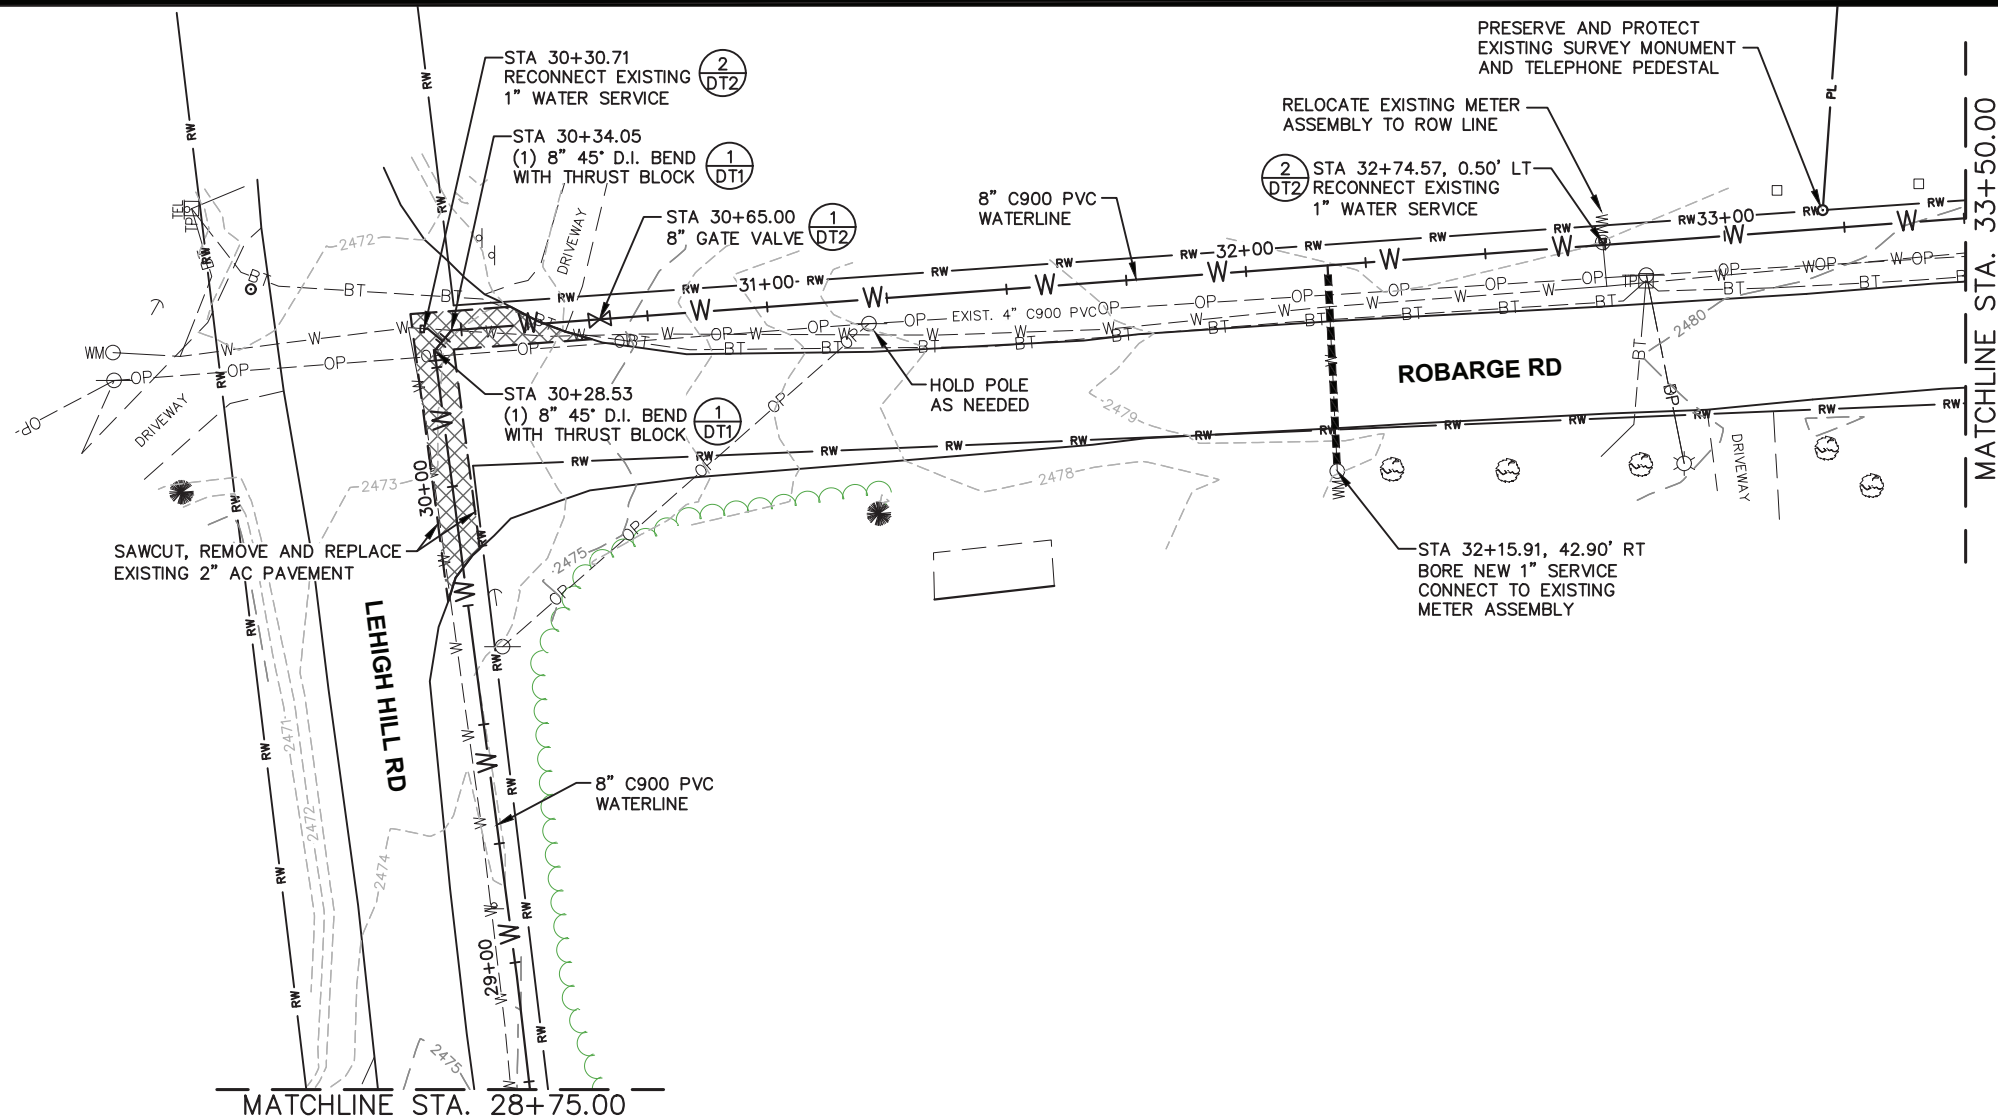 STA 30+30.71
RECONNECT EXISTING
1” WATER SERVICE
2
DT2
STA 30+34.05
(1) 8” 45° D.I. BEND
WITH THRUST BLOCK
1
DT1
STA 30+65.00
8” GATE VALVE
1
DT2
8” C900 PVC
WATERLINE
PRESERVE AND PROTECT
EXISTING SURVEY MONUMENT
AND TELEPHONE PEDESTAL
RELOCATE EXISTING METER
ASSEMBLY TO ROW LINE
2
DT2
STA 32+74.57, 0.50’ LT
RECONNECT EXISTING
1” WATER SERVICE
PL
MATCHLINE STA. 33+50.00
DRIVEWAY
2472
TEL
31+00
32+00
33+00
EXIST. 4” C900 PVC
WM
DRIVEWAY
STA 30+28.53
(1) 8” 45° D.I. BEND
WITH THRUST BLOCK
1
DT1
HOLD POLE
AS NEEDED
ROBARGE RD
2480
2479
2478
DRIVEWAY
30+00
2473
SAWCUT, REMOVE AND REPLACE
EXISTING 2” AC PAVEMENT
2475
STA 32+15.91, 42.90’ RT
BORE NEW 1” SERVICE
CONNECT TO EXISTING
METER ASSEMBLY
LEHIGH HILL RD
2471
2472
2474
8” C900 PVC
WATERLINE
29+00
2475
MATCHLINE STA. 28+75.00
RW
W
OP
BT